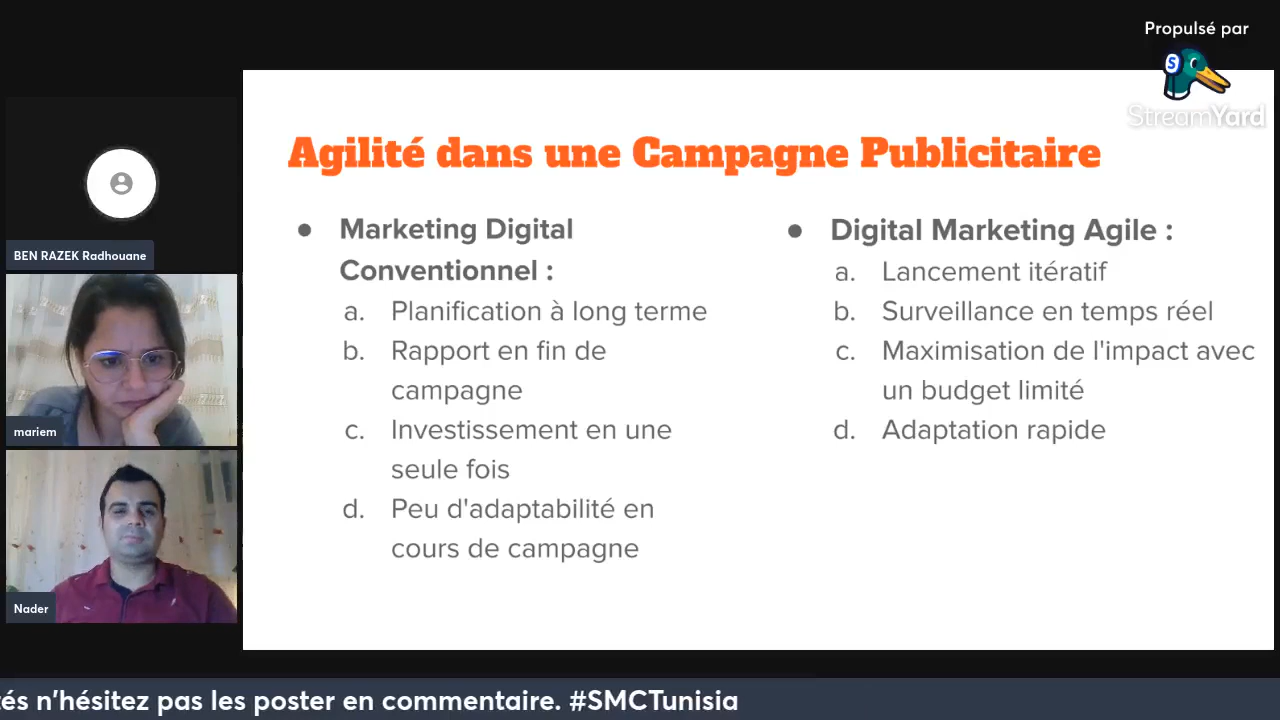 Propulsé par
StreamYard
Agilité dans une Campagne Publicitaire
● Marketing Digital
Conventionnel :
a. Planification à long terme
b. Rapport en fin de
campagne
c. Investissement en une
seule fois
d. Peu d'adaptabilité en
cours de campagne
● Digital Marketing Agile :
a. Lancement itératif
b. Surveillance en temps réel
c. Maximisation de l'impact avec
un budget limité
d. Adaptation rapide
BEN RAZEK Radhouane
mariem
Nader
tés n'hésitez pas les poster en commentaire. #SMCTunisia